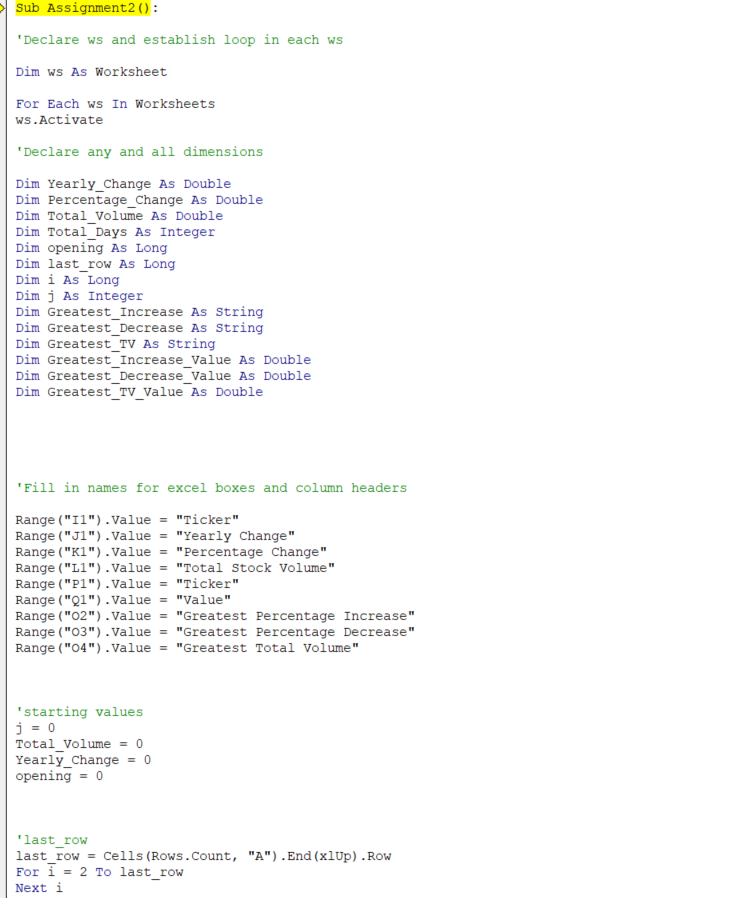 Sub Assignment2():
'Declare ws and establish loop in each ws
Dim ws As Worksheet
For Each ws In Worksheets
ws.Activate
'Declare any and all dimensions
Dim Yearly_Change As Double
Dim Percentage_Change As Double
Dim Total_Volume As Double
Dim Total_Days As Integer
Dim opening As Long
Dim last_row As Long
Dim i As Long
Dim j As Integer
Dim Greatest_Increase As String
Dim Greatest_Decrease As String
Dim Greatest_TV As String
Dim Greatest_Increase_Value As Double
Dim Greatest_Decrease_Value As Double
Dim Greatest_TV_Value As Double
'Fill in names for excel boxes and column headers
Range("I1").Value = "Ticker"
Range("J1").Value = "Yearly Change"
Range("K1").Value = "Percentage Change"
Range("L1").Value = "Total Stock Volume"
Range("P1").Value = "Ticker"
Range("Q1").Value = "Value"
Range("O2").Value = "Greatest Percentage Increase"
Range("O3").Value = "Greatest Percentage Decrease"
Range("O4").Value = "Greatest Total Volume"
'starting values
j = 0
Total_Volume = 0
Yearly_Change = 0
opening = 0
'last_row
last_row = Cells(Rows.Count, "A").End(xlUp).Row
For i = 2 To last_row
Next i